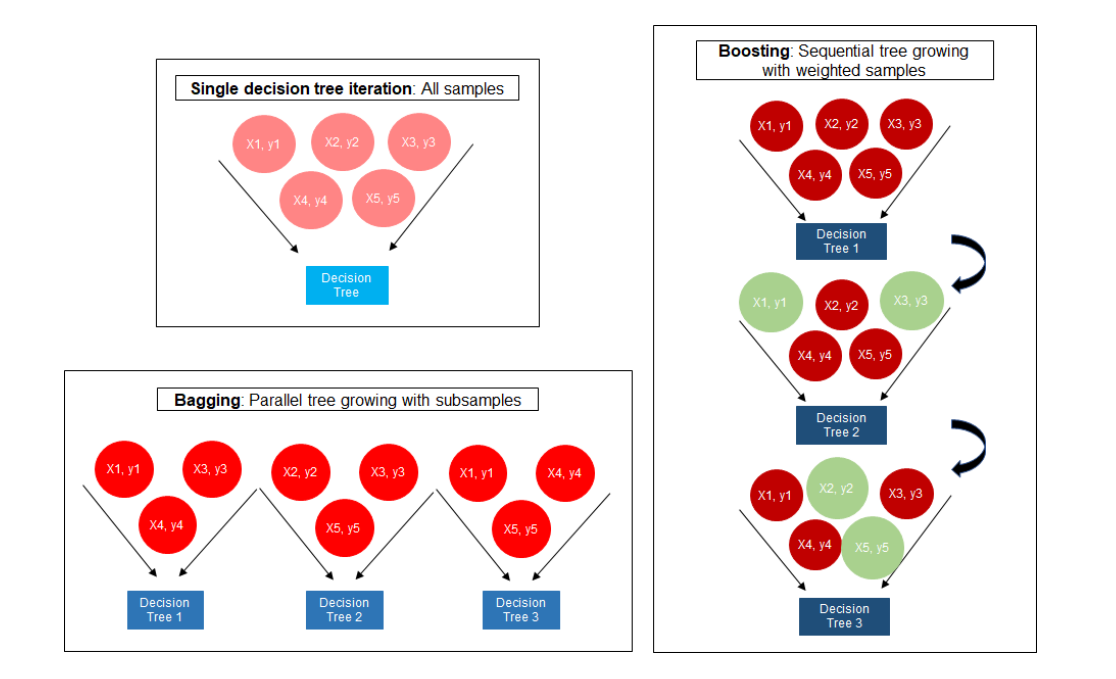 Single decision tree iteration: All samples
X1, y1
X2, y2
X3, y3
X4, y4
X5, y5
Decision
Tree
Bagging: Parallel tree growing with subsamples
X1, y1
X3, y3
X4, y4
Decision
Tree 1
X2, y2
X3, y3
X5, y5
Decision
Tree 2
X1, y1
X4, y4
X5, y5
Decision
Tree 3
Boosting: Sequential tree growing
with weighted samples
X1, y1
X2, y2
X3, y3
X4, y4
X5, y5
Decision
Tree 1
X1, y1
X2, y2
X3, y3
X4, y4
X5, y5
Decision
Tree 2
X1, y1
X2, y2
X3, y3
X4, y4
X5, y5
Decision
Tree 3